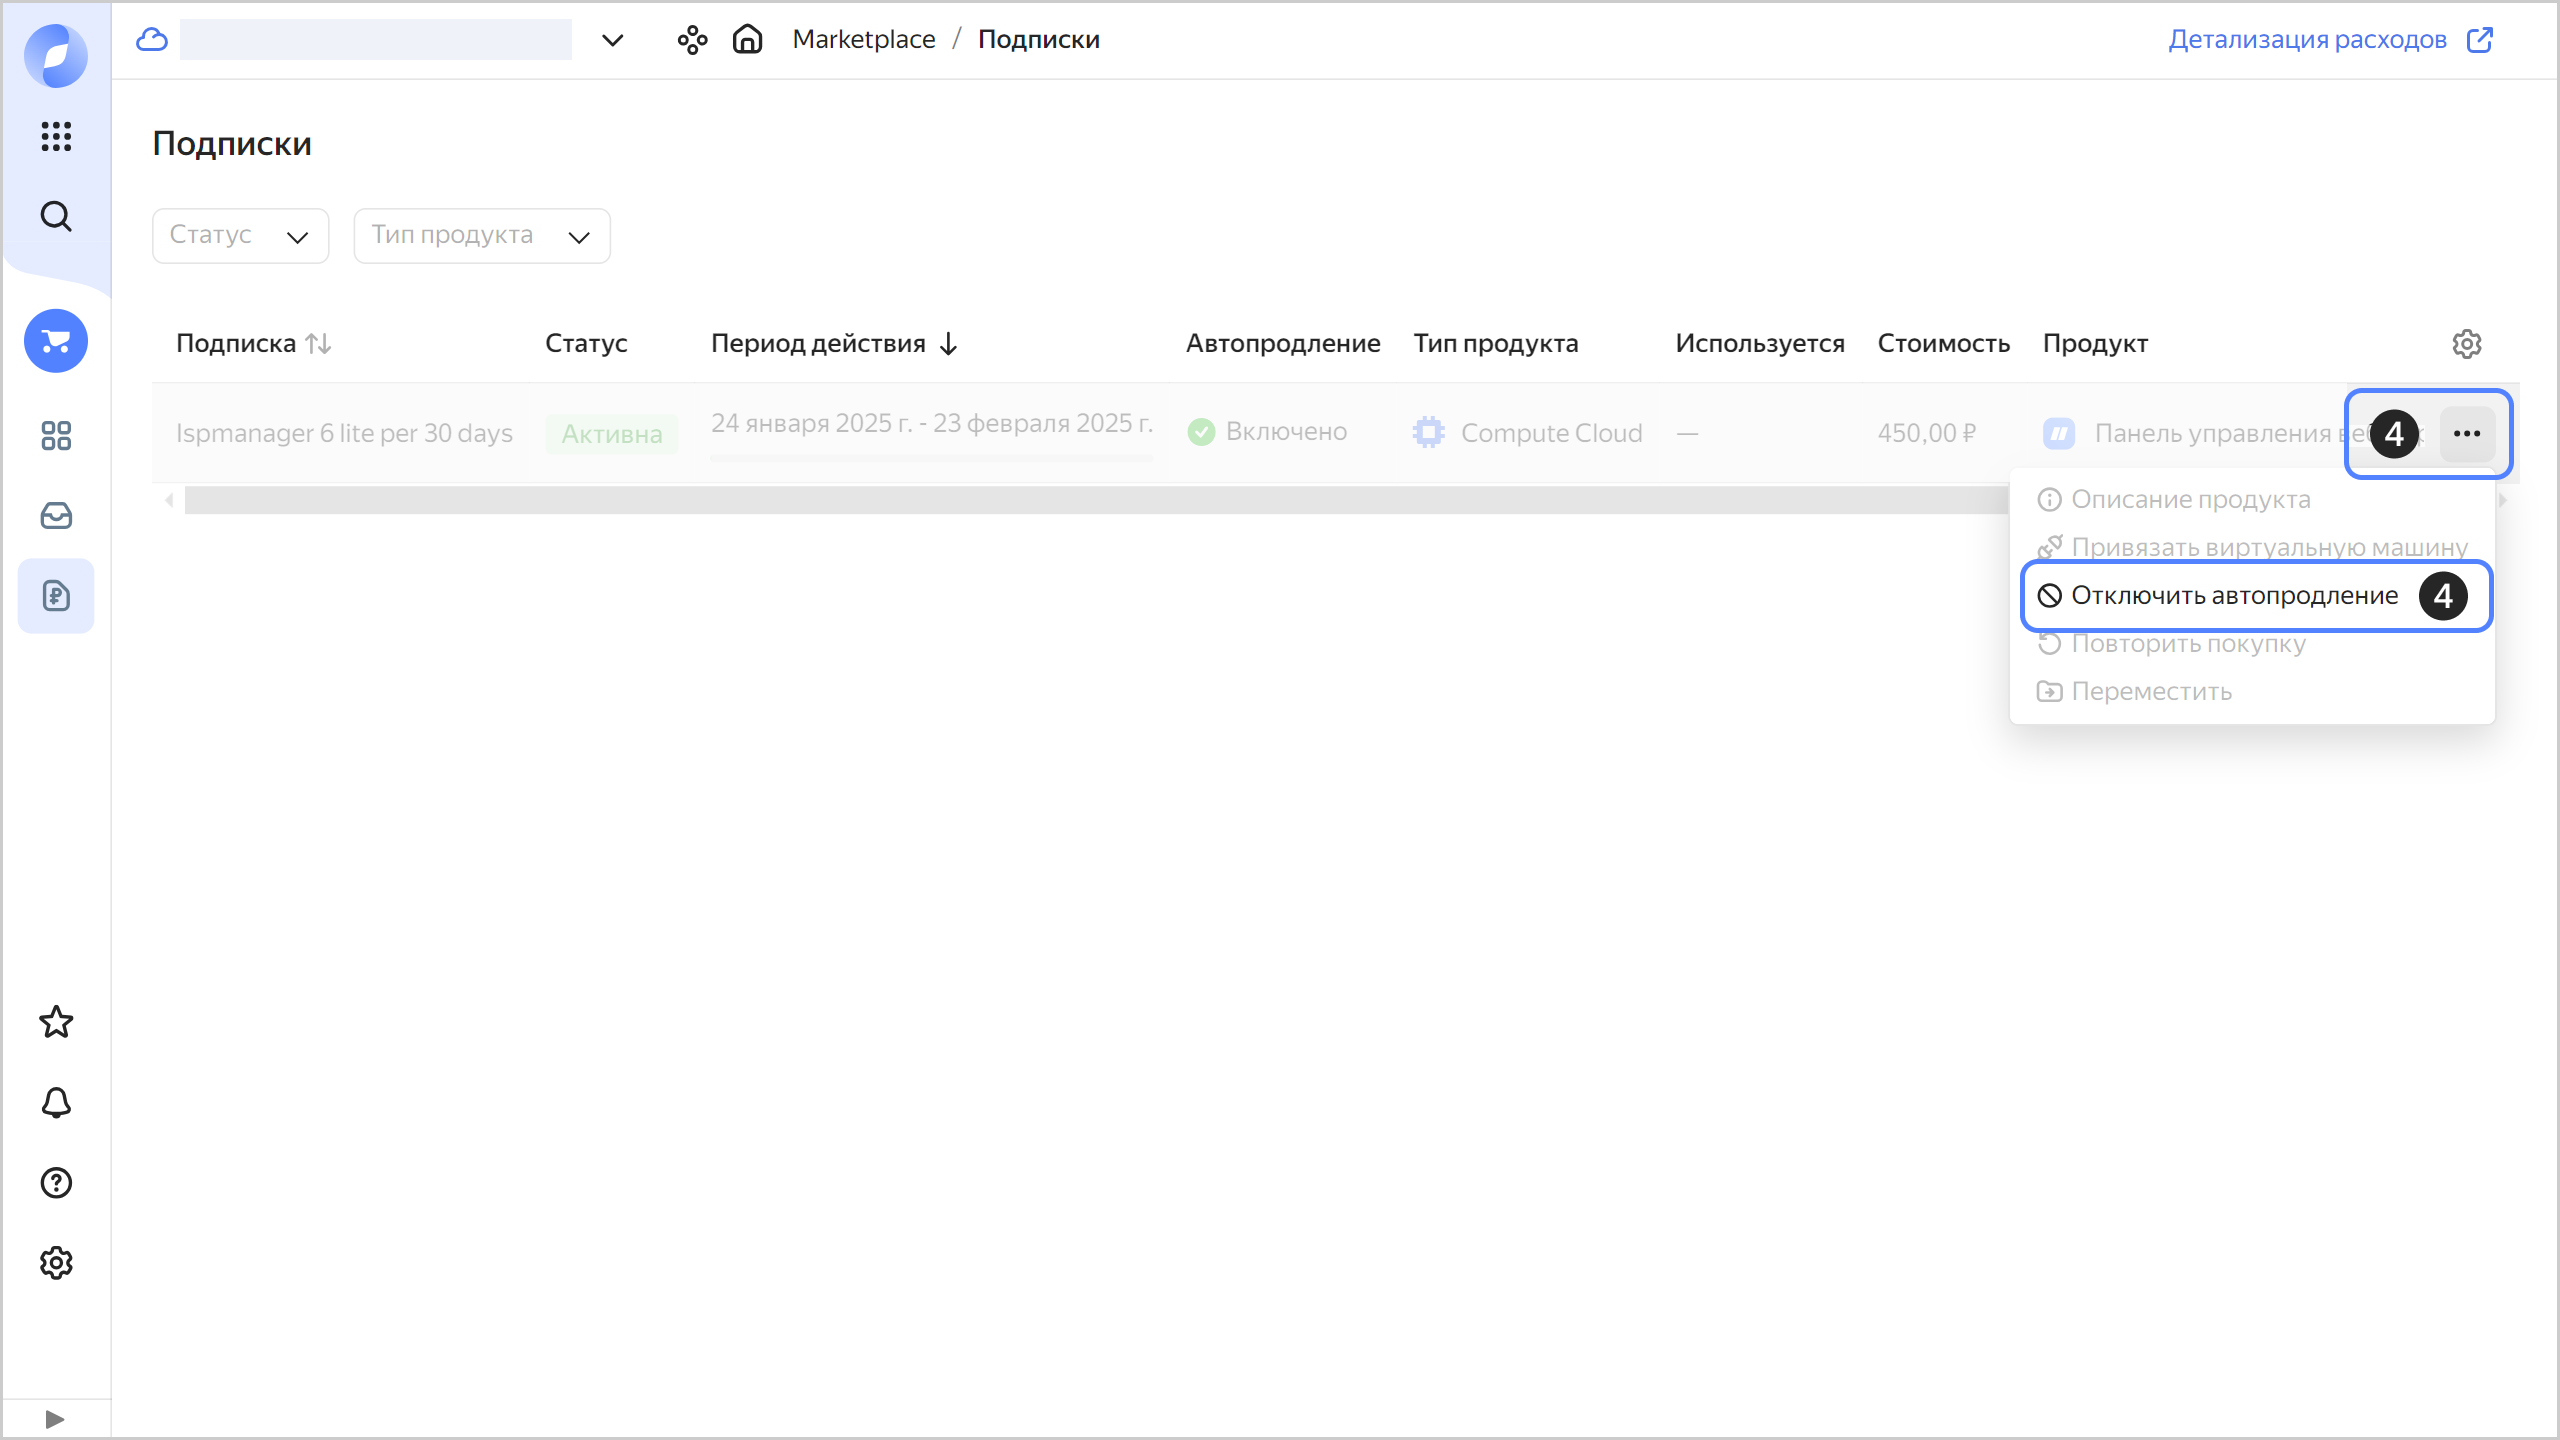 Marketplace / Подписки
Детализация расходов
Подписки
Статус
Тип продукта
Подписка Статус Период действия Автопродление Тип продукта Используется Стоимость Продукт
Ispmanager 6 lite per 30 days Активна 24 января 2025 г. - 23 февраля 2025 г. Включено Compute Cloud — 450,00 ₽ Панель управления 4
Описание продукта
Привязать виртуальную машину
Отключить автопродление 4
Повторить покупку
Переместить